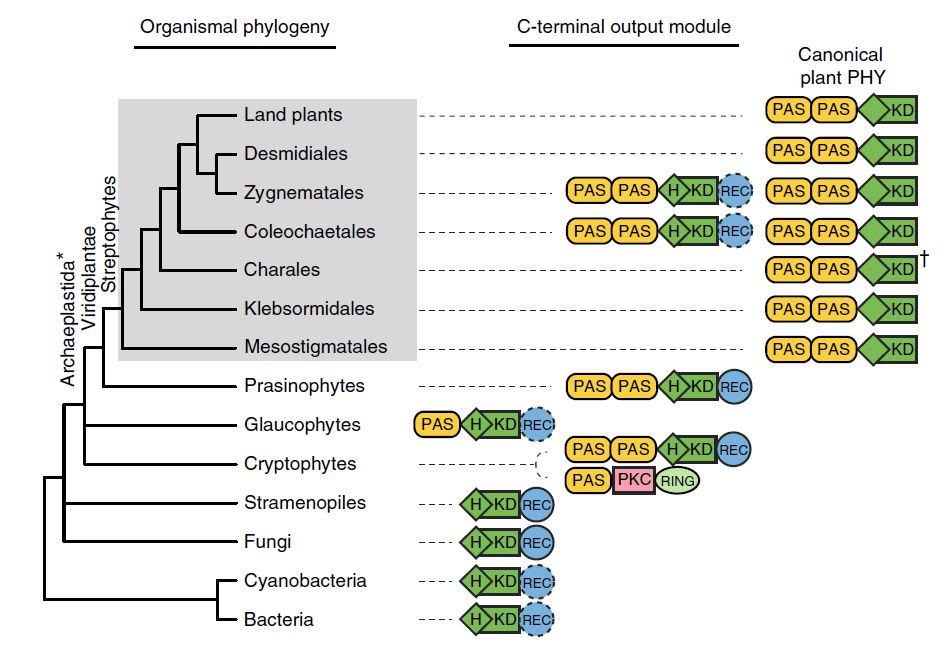 Organismal phylogeny
C-terminal output module
Canonical
plant PHY
Land plants
PAS PAS KD
Desmidiales
PAS PAS KD
Zygnematales
PAS PAS H KD REC
PAS PAS KD
Coleochaetales
PAS PAS H KD REC
PAS PAS KD
Charales
PAS PAS KD †
Klebsormidales
PAS PAS KD
Mesostigmatales
PAS PAS KD
Streptophytes
Viridiplantae
Archaeplastida*
Prasinophytes
PAS PAS H KD REC
Glaucophytes
PAS H KD REC
Cryptophytes
PAS PAS H KD REC
PAS PKC RING
Stramenopiles
H KD REC
Fungi
H KD REC
Cyanobacteria
H KD REC
Bacteria
H KD REC